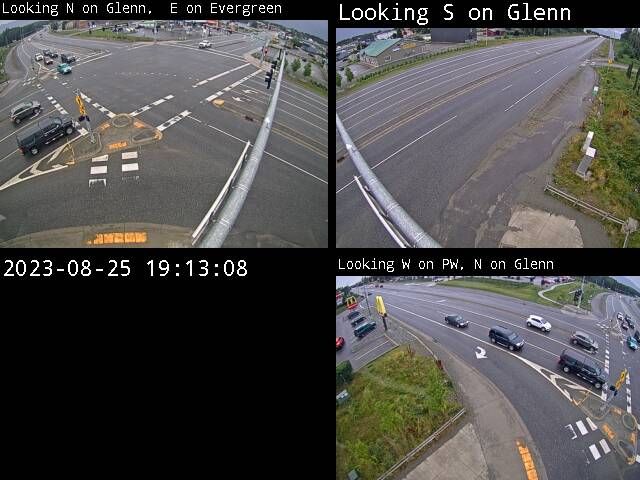 Looking N on Glenn, E on Evergreen
Looking S on Glenn
2023-08-25 19:13:08
Looking W on PW, N on Glenn